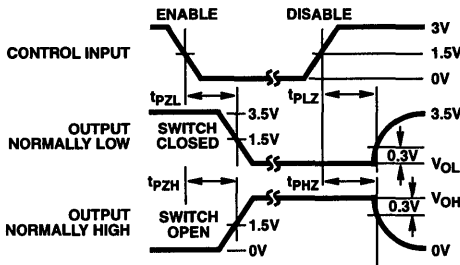 ENABLE
DISABLE
CONTROL INPUT
3V
1.5V
0V
tPZL
tPLZ
OUTPUT
NORMALLY LOW
SWITCH
CLOSED
3.5V
1.5V
3.5V
0.3V
VOL
tPZH
tPHZ
OUTPUT
NORMALLY HIGH
SWITCH
OPEN
1.5V
0V
VOH
0.3V
0V